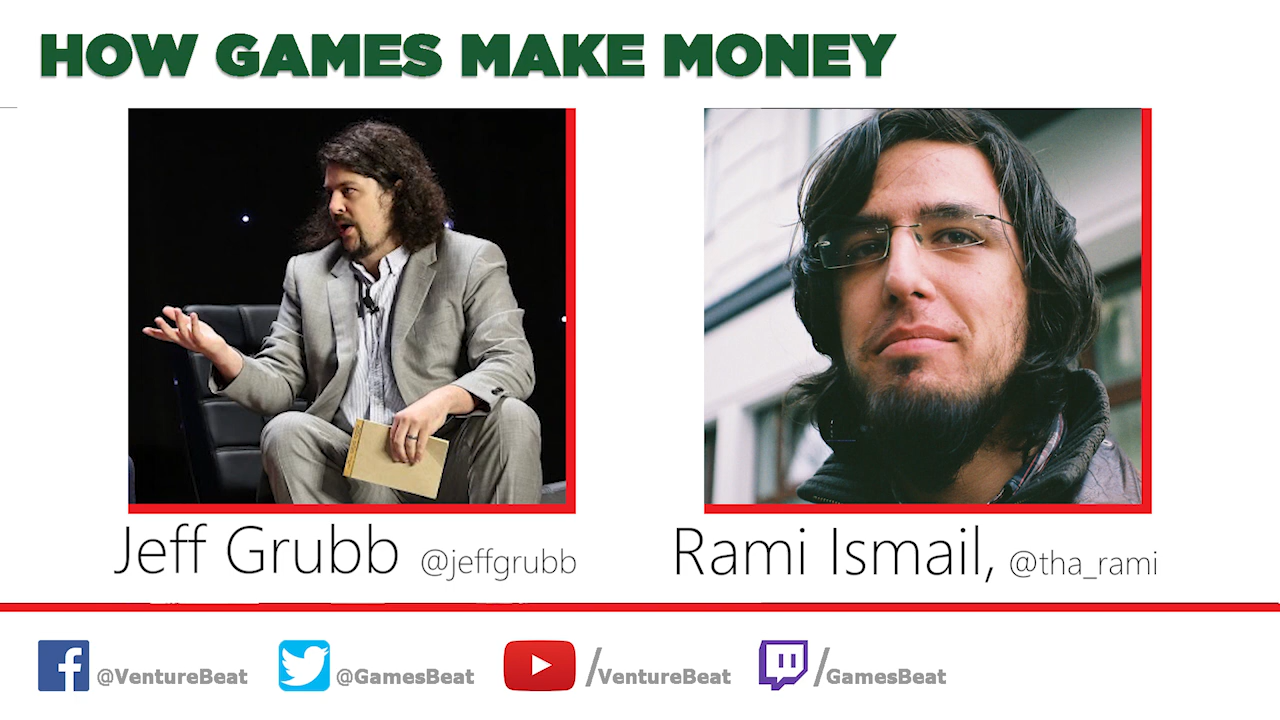 HOW GAMES MAKE MONEY
Jeff Grubb @jeffgrubb
Rami Ismail, @tha_rami
@VentureBeat @GamesBeat /VentureBeat /GamesBeat